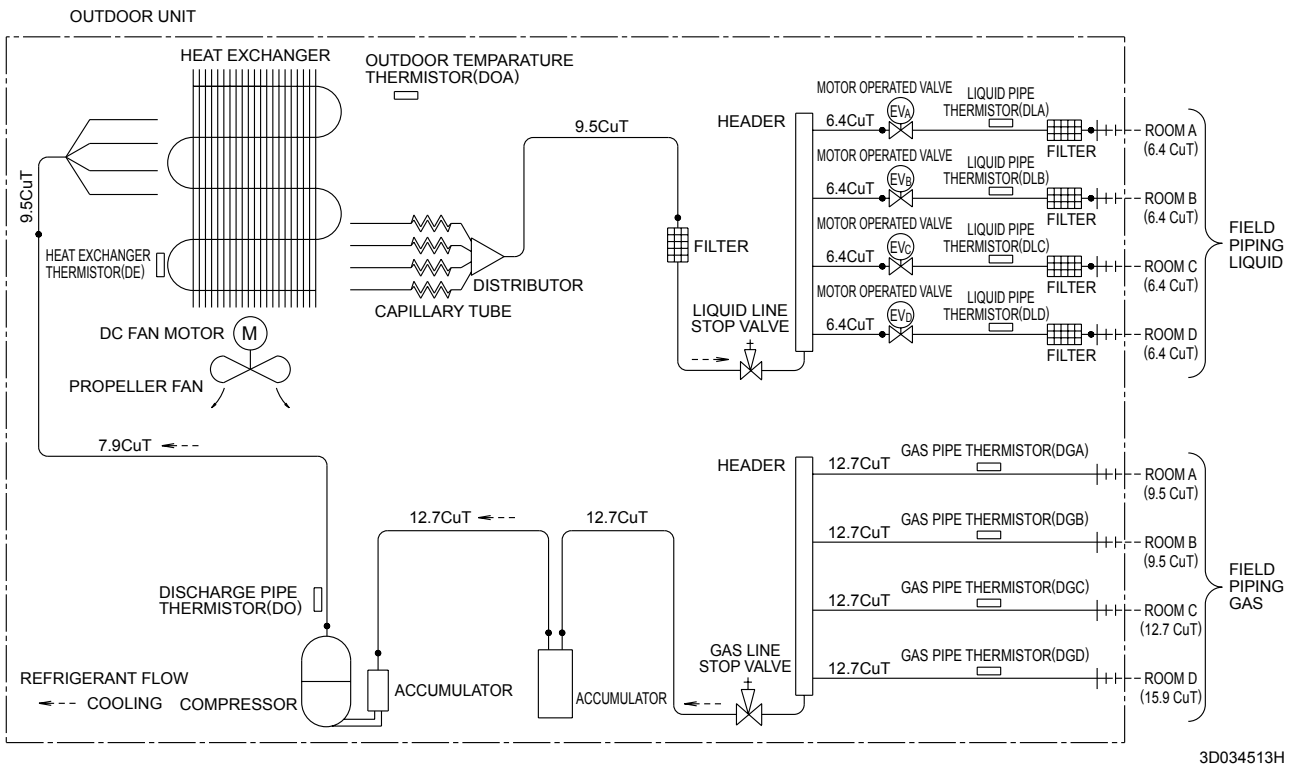 OUTDOOR UNIT
HEAT EXCHANGER
OUTDOOR TEMPARATURE
THERMISTOR(DOA)
9.5CuT
HEAT EXCHANGER
THERMISTOR(DE)
DC FAN MOTOR
M
PROPELLER FAN
CAPILLARY TUBE
DISTRIBUTOR
9.5CuT
FILTER
LIQUID LINE
STOP VALVE
HEADER
MOTOR OPERATED VALVE
LIQUID PIPE
THERMISTOR(DLA)
6.4CuT
EVA
FILTER
ROOM A
(6.4 CuT)
MOTOR OPERATED VALVE
LIQUID PIPE
THERMISTOR(DLB)
6.4CuT
EVB
FILTER
ROOM B
(6.4 CuT)
MOTOR OPERATED VALVE
LIQUID PIPE
THERMISTOR(DLC)
6.4CuT
EVC
FILTER
ROOM C
(6.4 CuT)
MOTOR OPERATED VALVE
LIQUID PIPE
THERMISTOR(DLD)
6.4CuT
EVD
FILTER
ROOM D
(6.4 CuT)
FIELD
PIPING
LIQUID
7.9CuT
DISCHARGE PIPE
THERMISTOR(DO)
COMPRESSOR
ACCUMULATOR
12.7CuT
12.7CuT
ACCUMULATOR
GAS LINE
STOP VALVE
HEADER
12.7CuT
GAS PIPE THERMISTOR(DGA)
ROOM A
(9.5 CuT)
12.7CuT
GAS PIPE THERMISTOR(DGB)
ROOM B
(9.5 CuT)
12.7CuT
GAS PIPE THERMISTOR(DGC)
ROOM C
(12.7 CuT)
12.7CuT
GAS PIPE THERMISTOR(DGD)
ROOM D
(15.9 CuT)
FIELD
PIPING
GAS
REFRIGERANT FLOW
COOLING
3D034513H